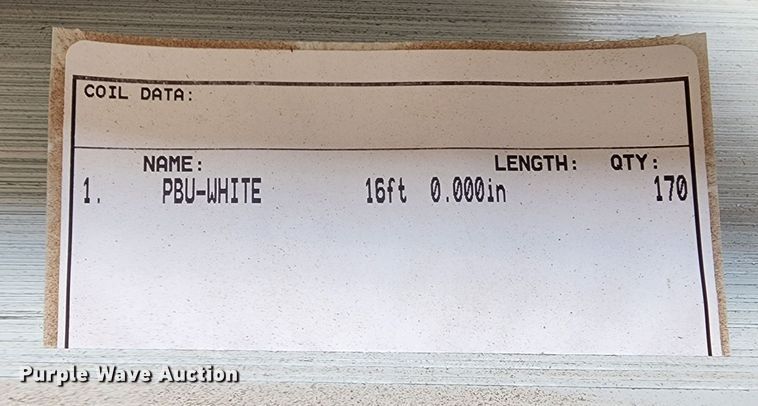 COIL DATA:
NAME: LENGTH: QTY:
1. PBU-WHITE 16ft 0.000in 170
Purple Wave Auction